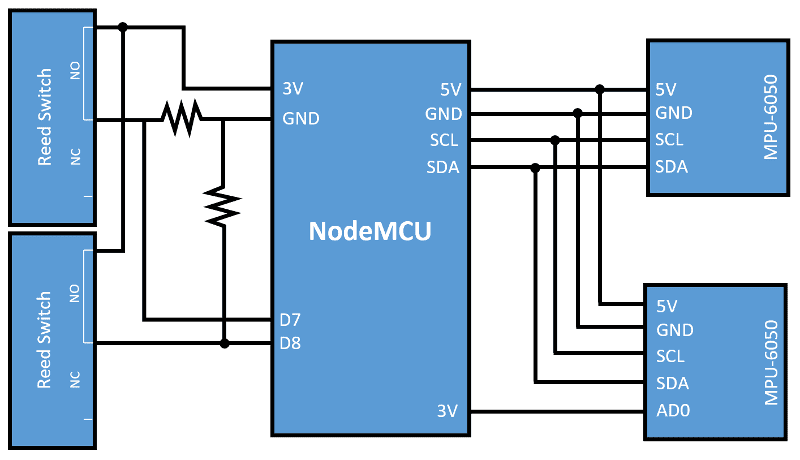 Reed Switch
NO
NC
Reed Switch
NO
NC
3V
GND
D7
D8
NodeMCU
5V
GND
SCL
SDA
3V
5V
GND
SCL
SDA
MPU-6050
5V
GND
SCL
SDA
AD0
MPU-6050